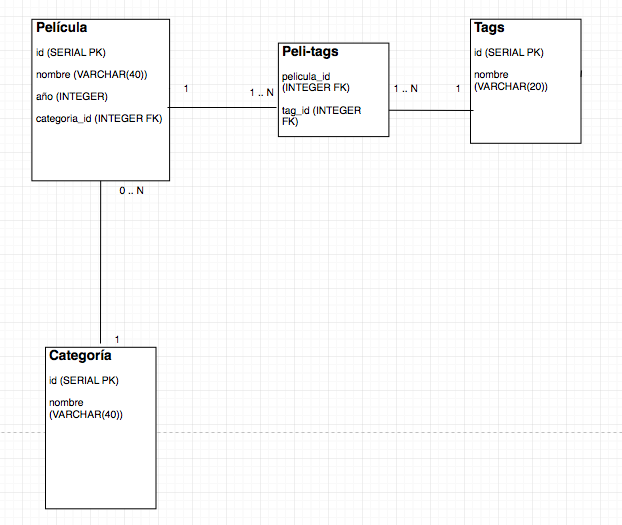 Película
id (SERIAL PK)
nombre (VARCHAR(40))
año (INTEGER)
categoria_id (INTEGER FK)
1
1 .. N
Peli-tags
pelicula_id
(INTEGER FK)
tag_id (INTEGER
FK)
1 .. N
1
Tags
id (SERIAL PK)
nombre
(VARCHAR(20))
0 .. N
1
Categoría
id (SERIAL PK)
nombre
(VARCHAR(40))